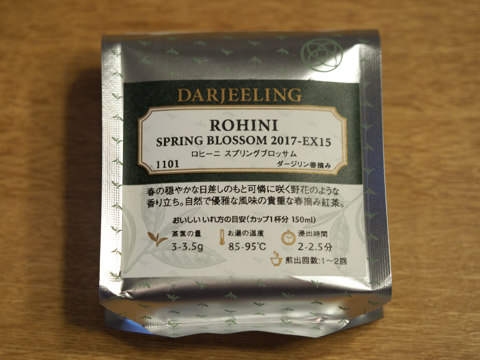 DARJEELING
ROHINI
SPRING BLOSSOM 2017-EX15
ロヒーニ スプリングブロッサム
1101 ダージリン春摘み
春の穏やかな日差しのもと可憐に咲く野花のような
香り立ち。自然で優雅な風味の貴重な春摘み紅茶。
おいしいいれ方の目安(カップ1杯分 150ml)
茶葉の量 お湯の温度 浸出時間
3-3.5g 85-95℃ 2-2.5分
煎出回数:1~2回